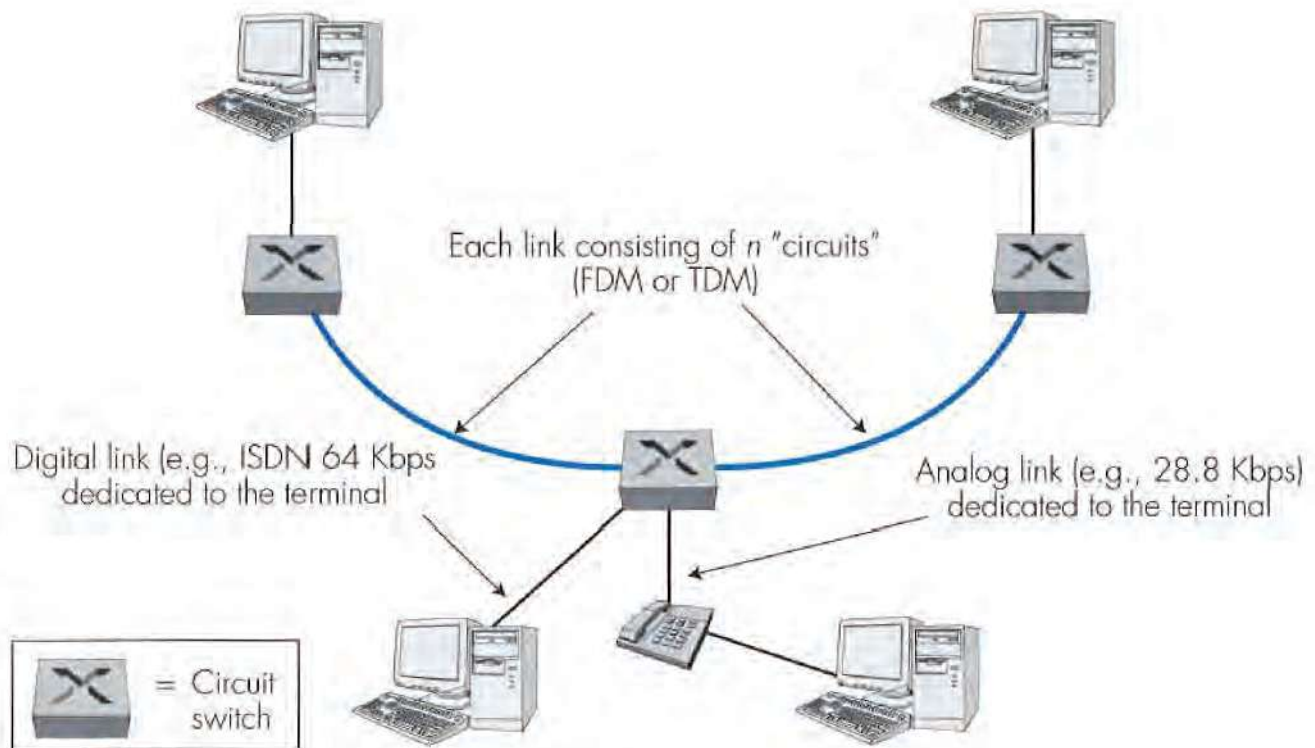 Each link consisting of n "circuits"
(FDM or TDM)
Digital link (e.g., ISDN 64 Kbps
dedicated to the terminal
Analog link (e.g., 28.8 Kbps)
dedicated to the terminal
= Circuit
switch